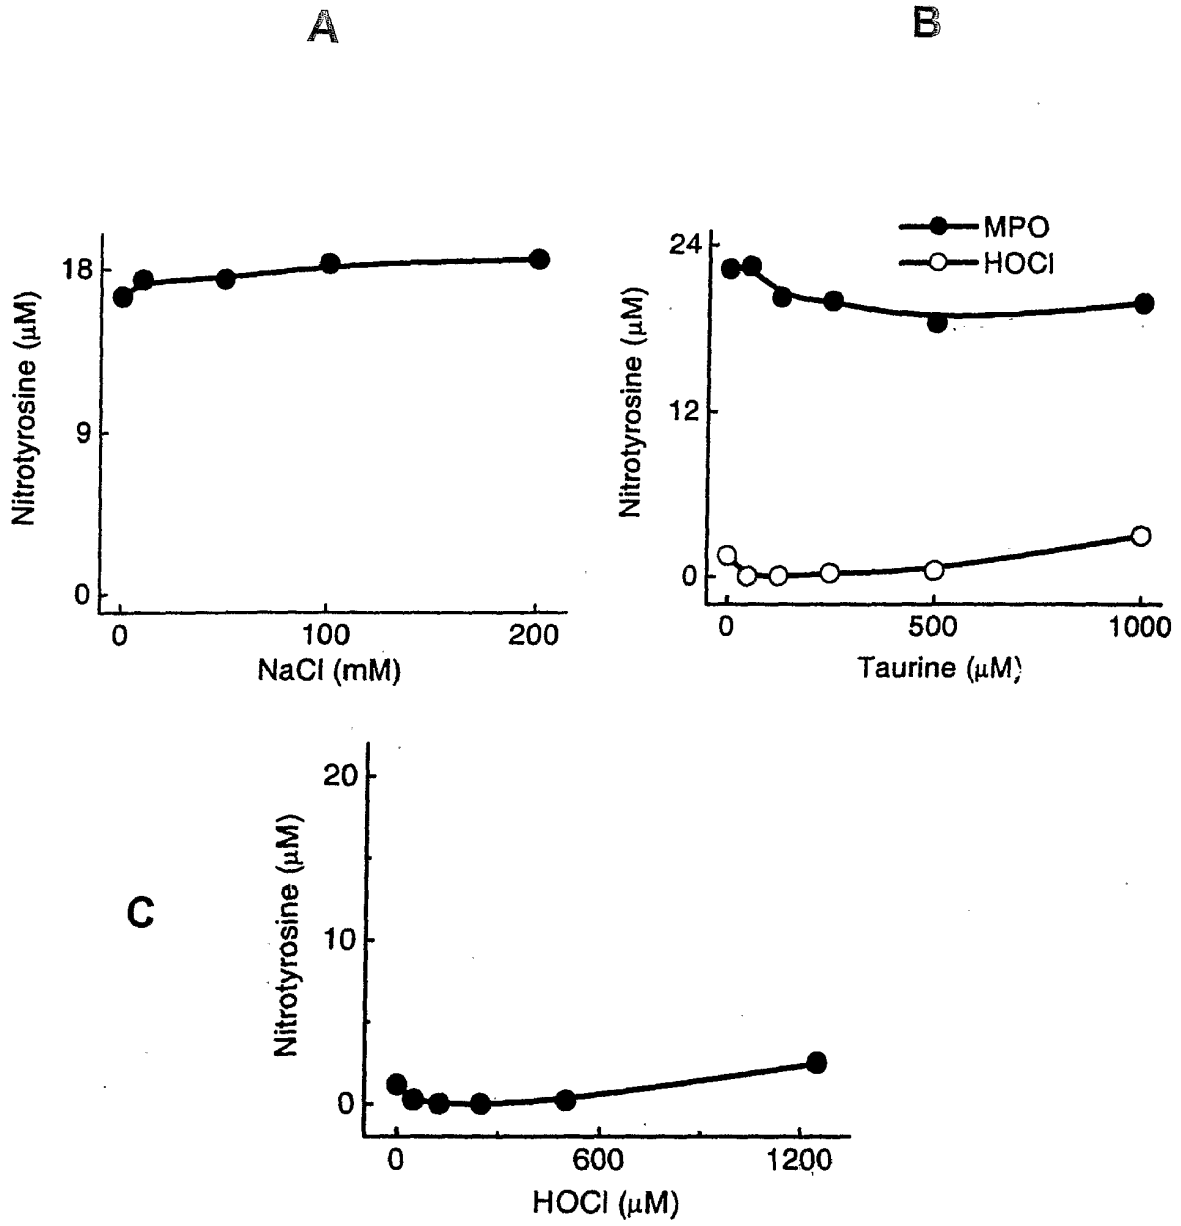 A
B
MPO
HOCl
Nitrotyrosine (μM)
18
9
0
0 100 200
NaCl (mM)
Nitrotyrosine (μM)
24
12
0
0 500 1000
Taurine (μM)
C
Nitrotyrosine (μM)
20
10
0
0 600 1200
HOCl (μM)